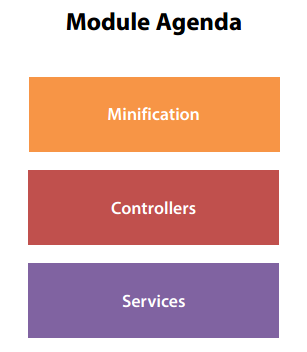 Module Agenda
Minification
Controllers
Services